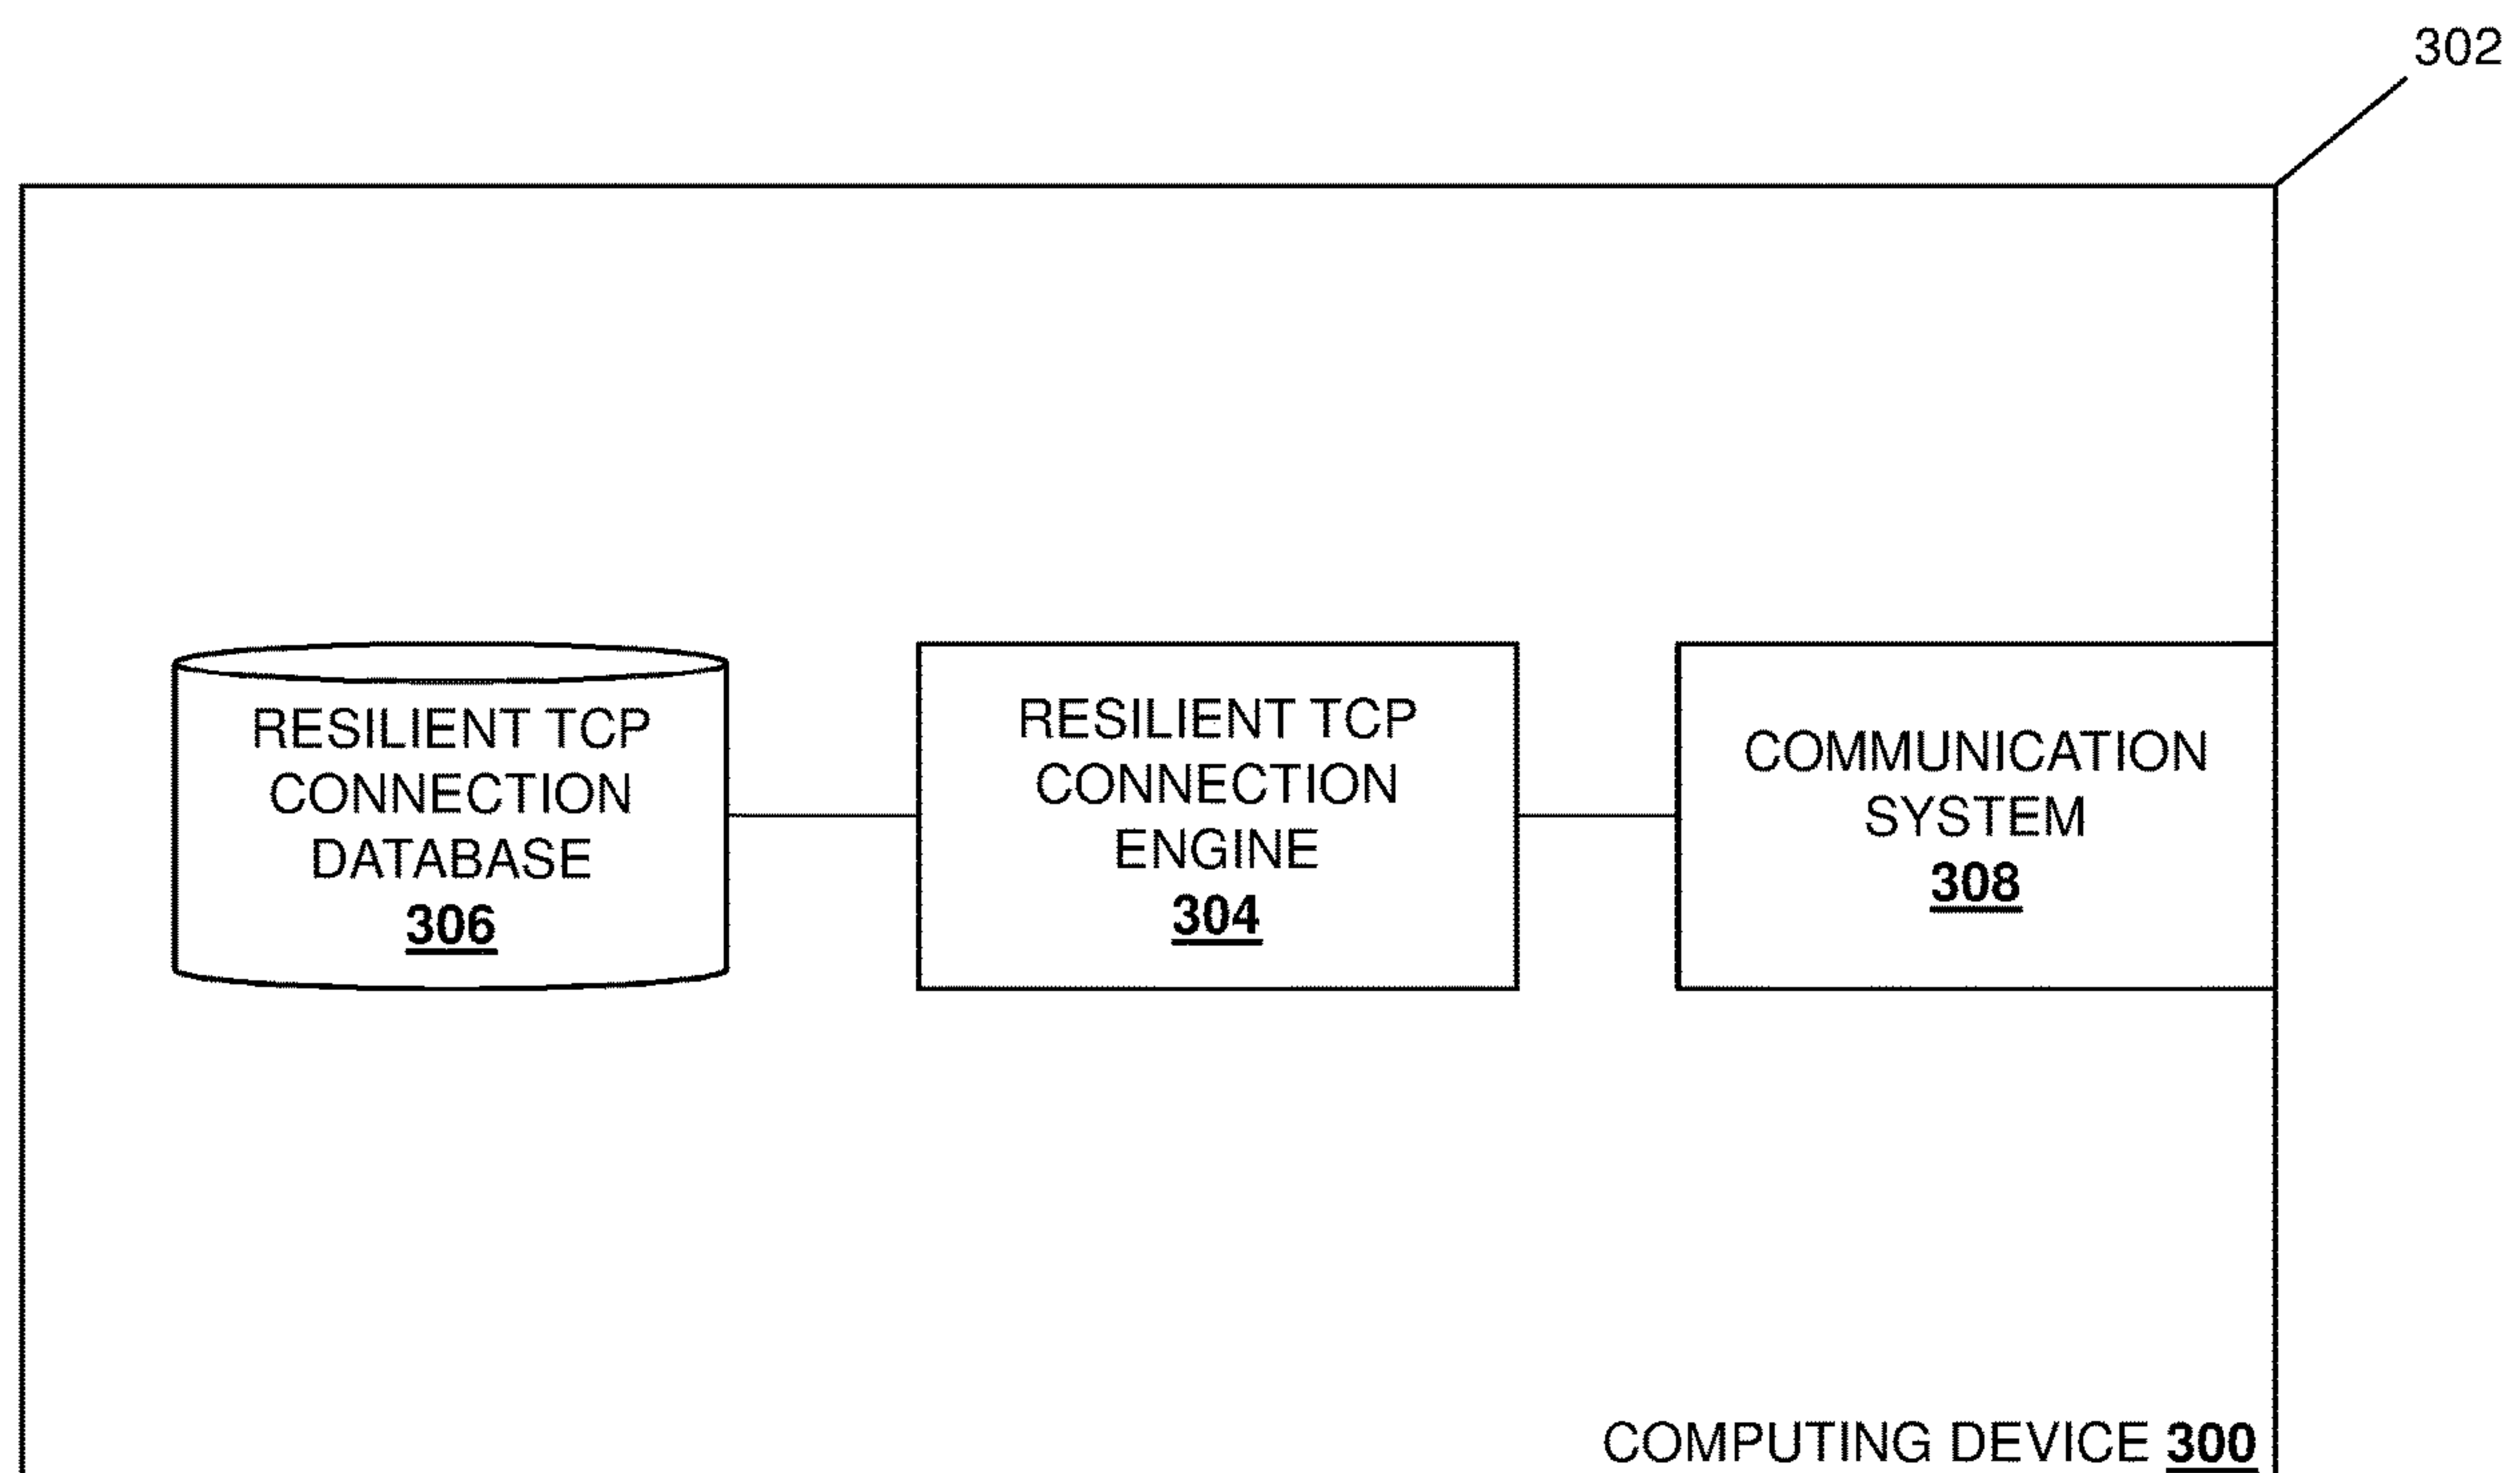 302
RESILIENT TCP
CONNECTION
DATABASE
306
RESILIENT TCP
CONNECTION
ENGINE
304
COMMUNICATION
SYSTEM
308
COMPUTING DEVICE 300